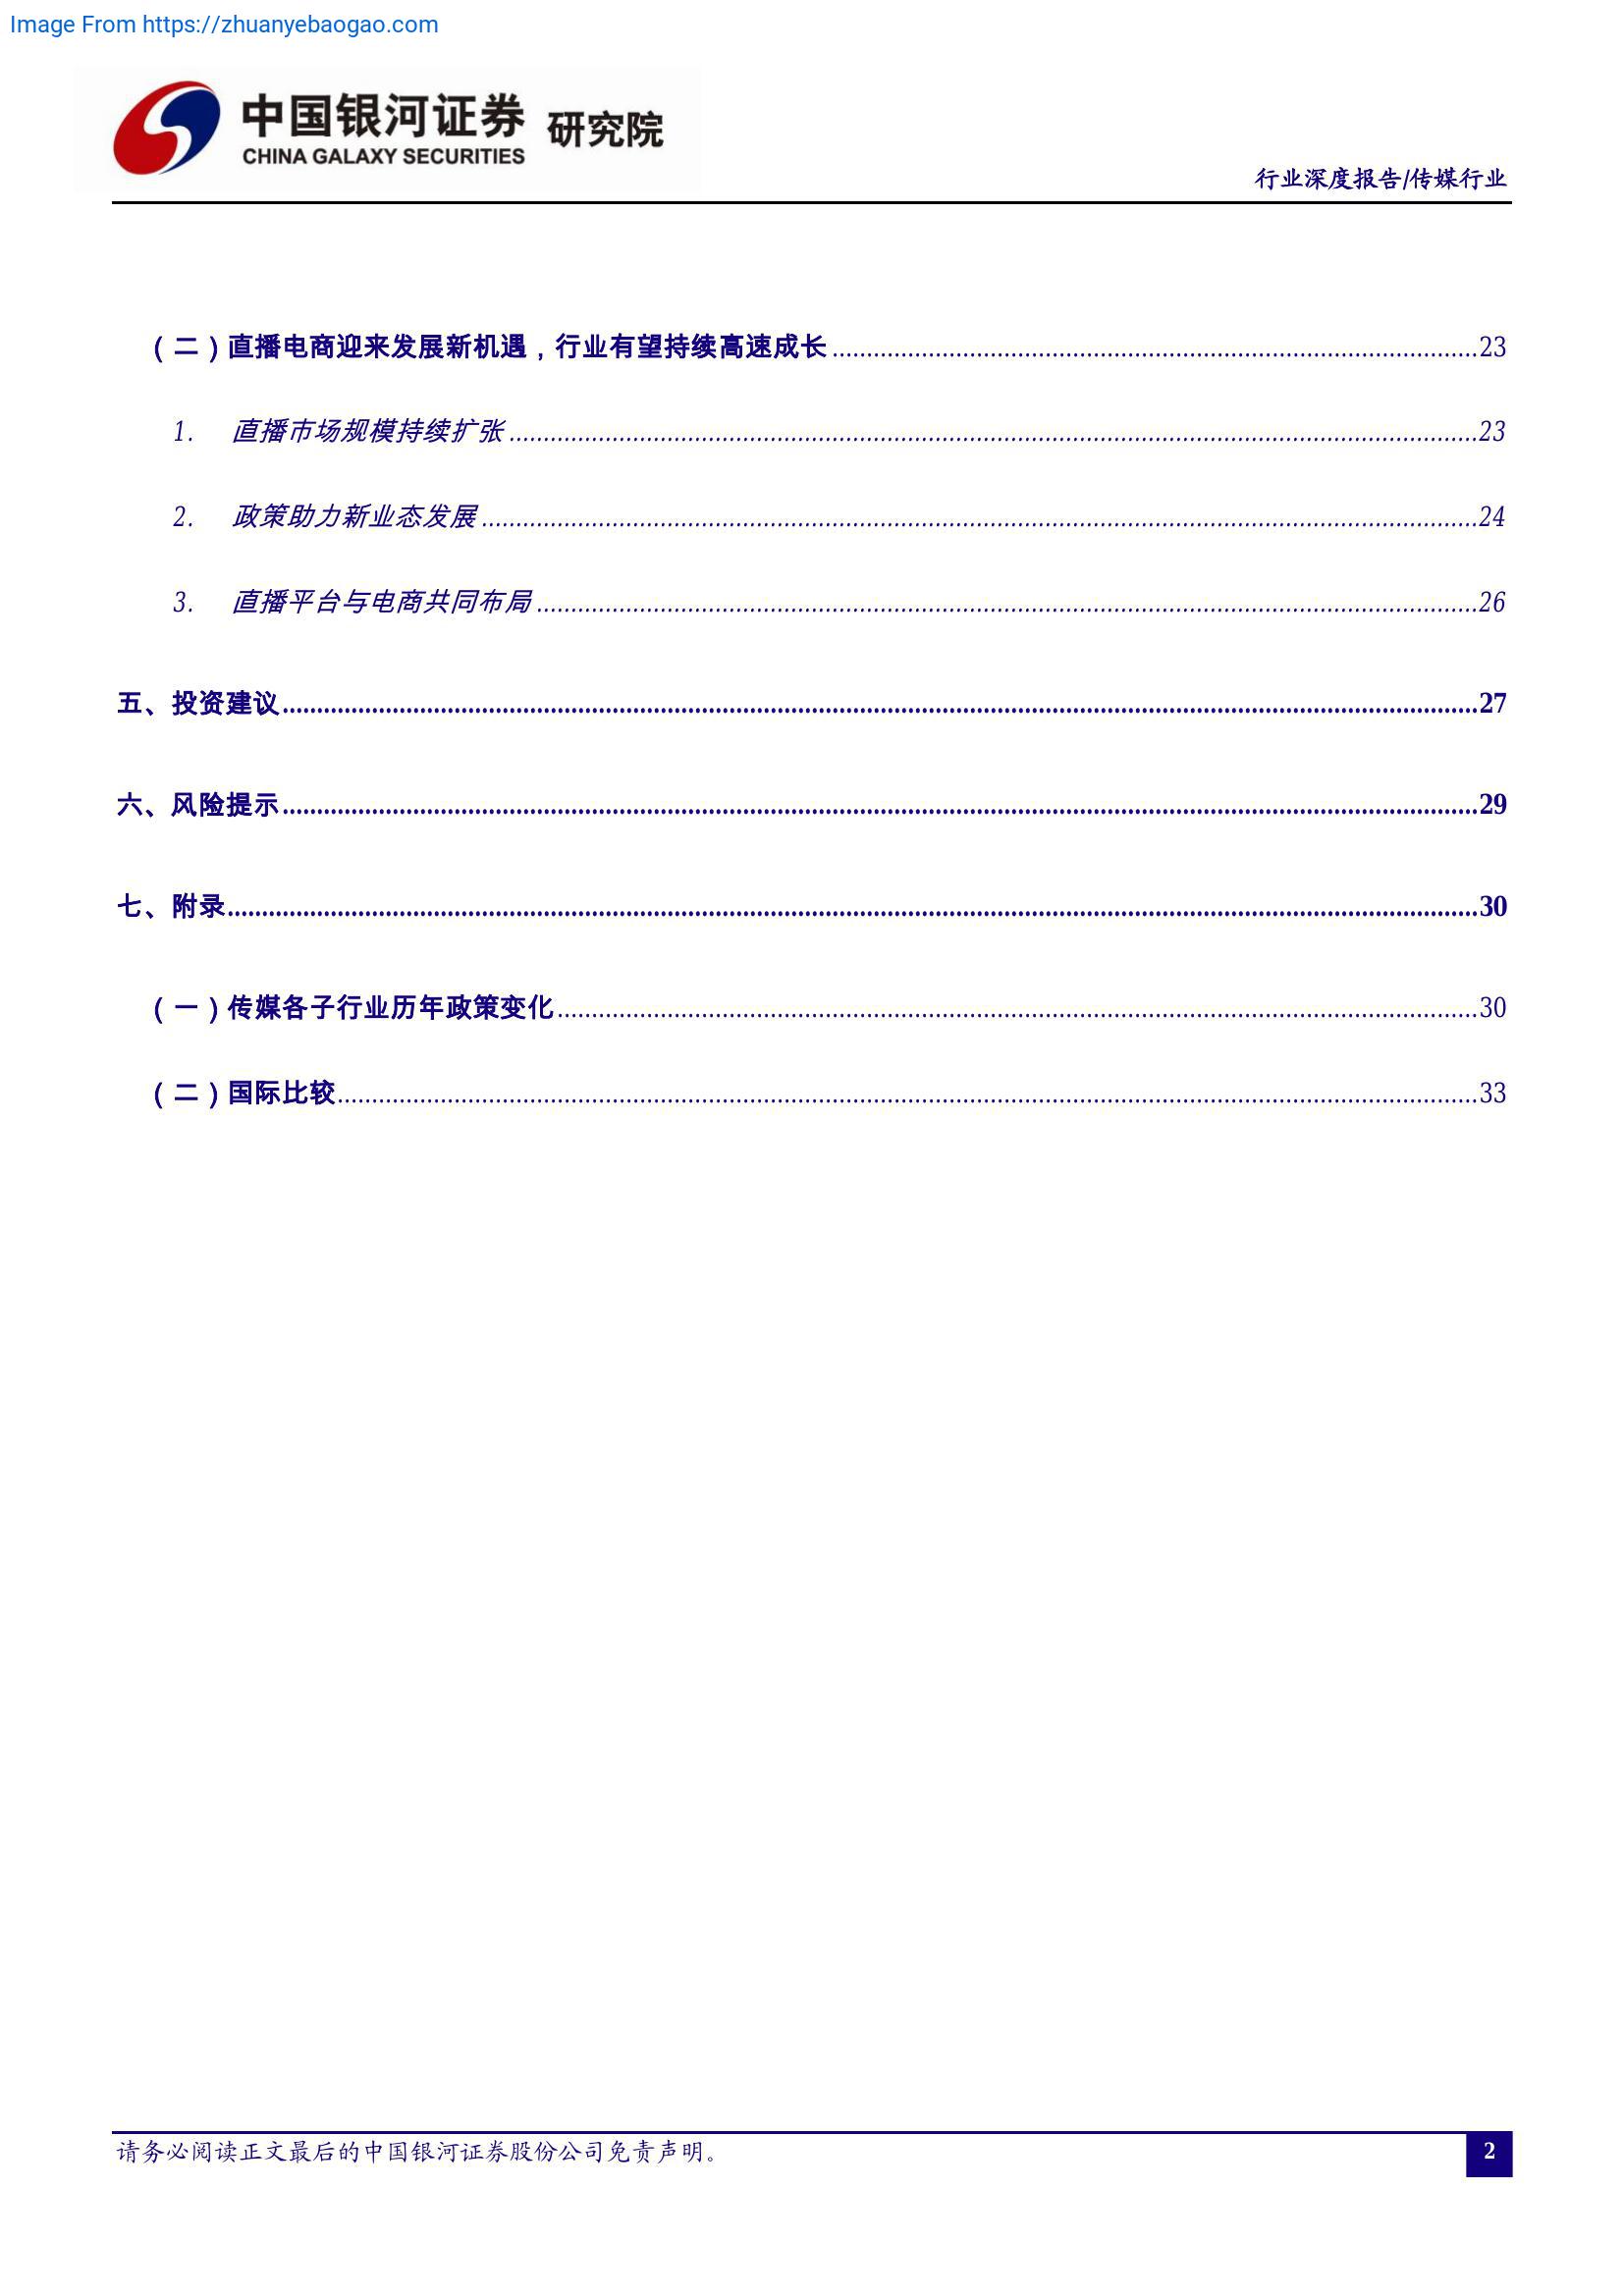 Image From https://zhuanyebaogao.com
中国银河证券 研究院
CHINA GALAXY SECURITIES
行业深度报告/传媒行业
（二）直播电商迎来发展新机遇，行业有望持续高速成长 23
1. 直播市场规模持续扩张 23
2. 政策助力新业态发展 24
3. 直播平台与电商共同布局 26
五、投资建议 27
六、风险提示 29
七、附录 30
（一）传媒各子行业历年政策变化 30
（二）国际比较 33
请务必阅读正文最后的中国银河证券股份公司免责声明。
2